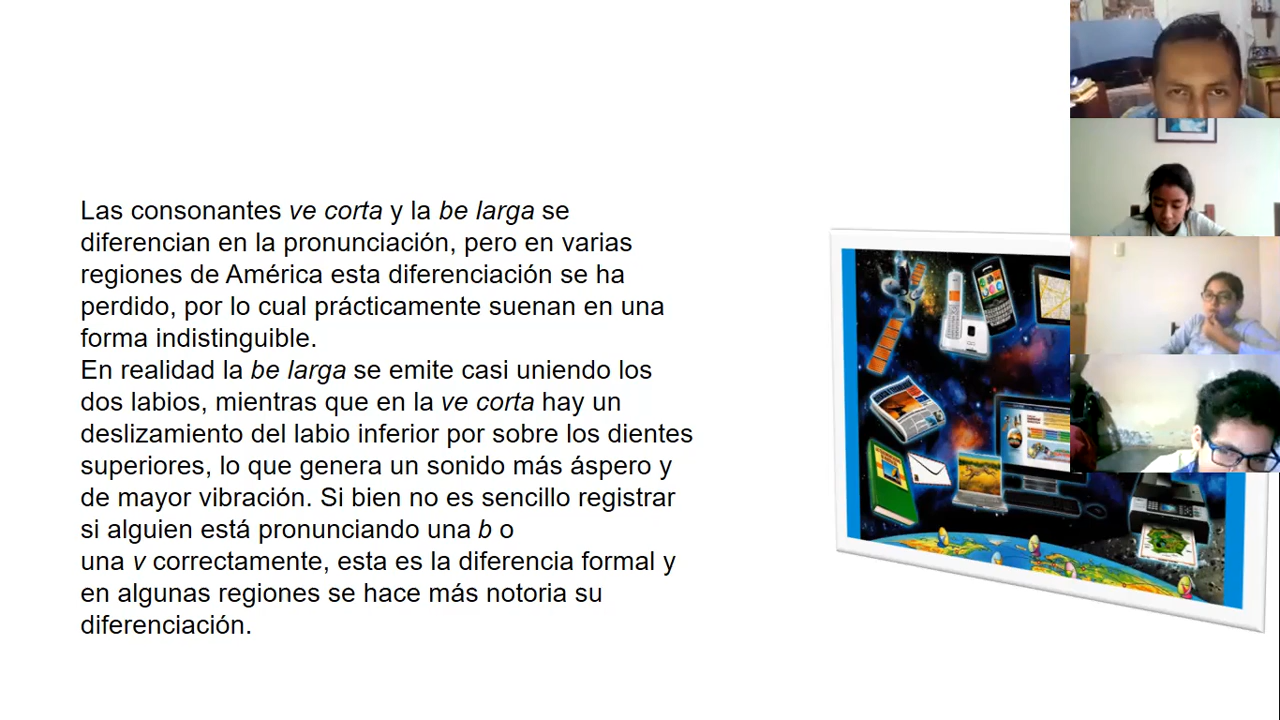 Las consonantes ve corta y la be larga se
diferencian en la pronunciación, pero en varias
regiones de América esta diferenciación se ha
perdido, por lo cual prácticamente suenan en una
forma indistinguible.
En realidad la be larga se emite casi uniendo los
dos labios, mientras que en la ve corta hay un
deslizamiento del labio inferior por sobre los dientes
superiores, lo que genera un sonido más áspero y
de mayor vibración. Si bien no es sencillo registrar
si alguien está pronunciando una b o
una v correctamente, esta es la diferencia formal y
en algunas regiones se hace más notoria su
diferenciación.